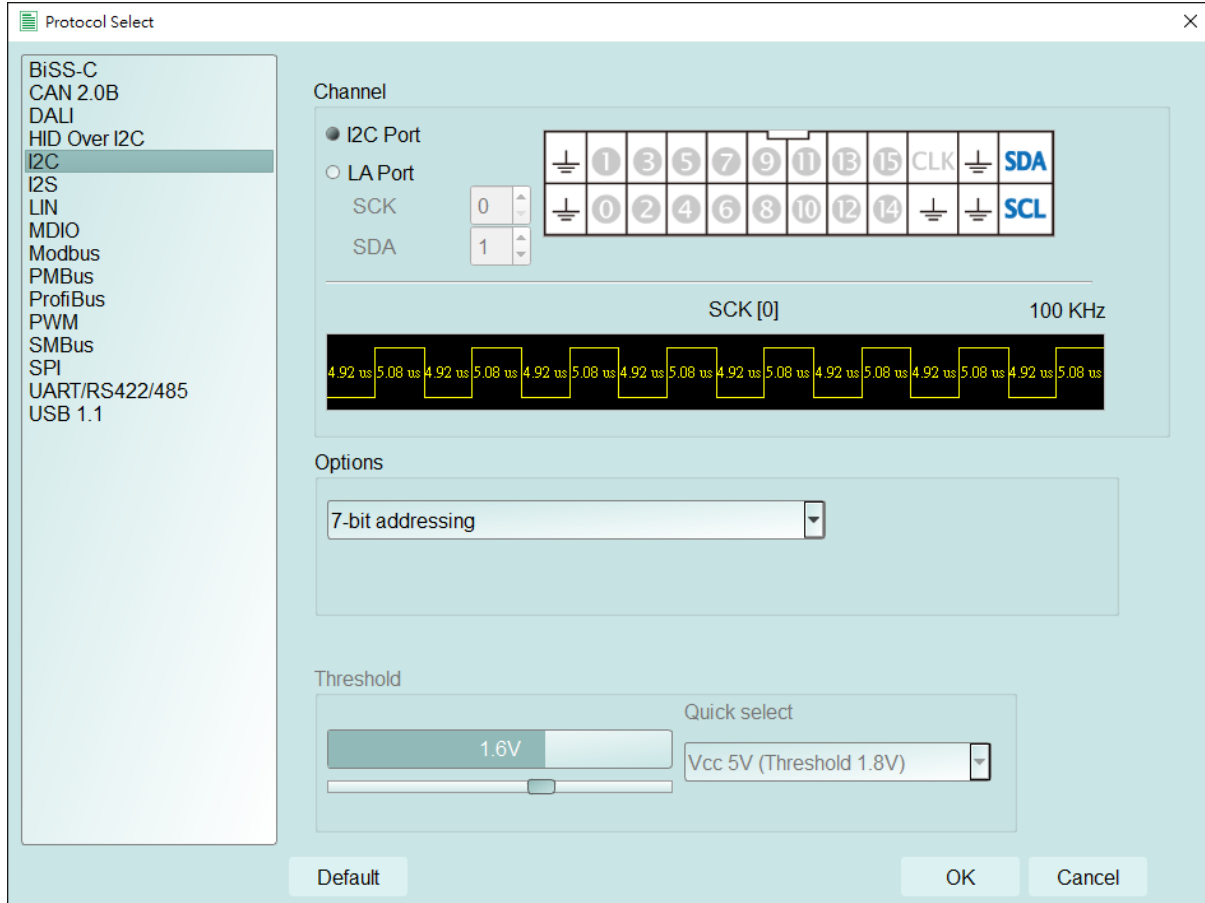 Protocol Select
BiSS-C
CAN 2.0B
DALI
HID Over I2C
I2C
I2S
LIN
MDIO
Modbus
PMBus
ProfiBus
PWM
SMBus
SPI
UART/RS422/485
USB 1.1
Channel
I2C Port
LA Port
SCK 0
SDA 1
1 3 5 7 9 11 13 15 CLK SDA
0 2 4 6 8 10 12 14 SCL
SCK [0] 100 KHz
4.92 us 5.08 us 4.92 us 5.08 us 4.92 us 5.08 us 4.92 us 5.08 us 4.92 us 5.08 us 4.92 us 5.08 us 4.92 us 5.08 us 4.92 us 5.08 us
Options
7-bit addressing
Threshold
Quick select
1.6V
Vcc 5V (Threshold 1.8V)
Default OK Cancel